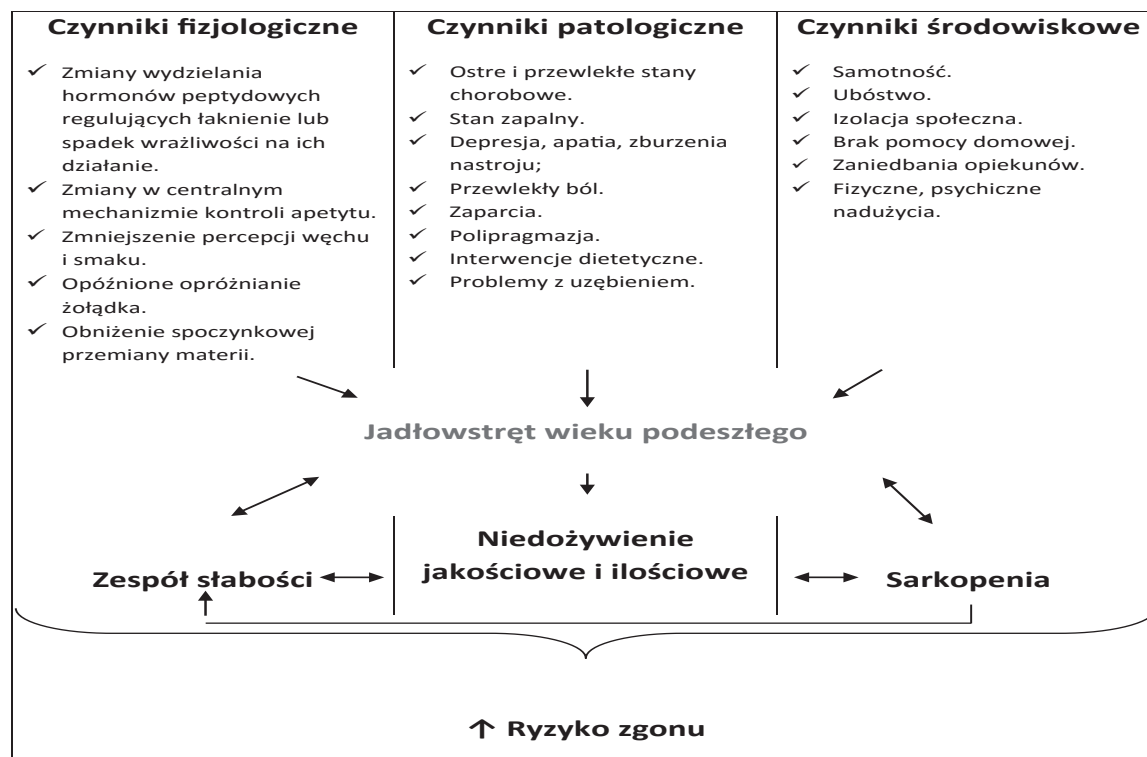 Czynniki fizjologiczne
✓ Zmiany wydzielania
hormonów peptydowych
regulujących łaknienie lub
spadek wrażliwości na ich
działanie.
✓ Zmiany w centralnym
mechanizmie kontroli apetytu.
✓ Zmniejszenie percepcji węchu
i smaku.
✓ Opóźnione opróżnianie
żołądka.
✓ Obniżenie spoczynkowej
przemiany materii.
Czynniki patologiczne
✓ Ostre i przewlekłe stany
chorobowe.
✓ Stan zapalny.
✓ Depresja, apatia, zburzenia
nastroju;
✓ Przewlekły ból.
✓ Zaparcia.
✓ Polipragmazja.
✓ Interwencje dietetyczne.
✓ Problemy z uzębieniem.
Czynniki środowiskowe
✓ Samotność.
✓ Ubóstwo.
✓ Izolacja społeczna.
✓ Brak pomocy domowej.
✓ Zaniedbania opiekunów.
✓ Fizyczne, psychiczne
nadużycia.
Jadłowstręt wieku podeszłego
Zespół słabości
Niedożywienie
jakościowe i ilościowe
Sarkopenia
↑ Ryzyko zgonu